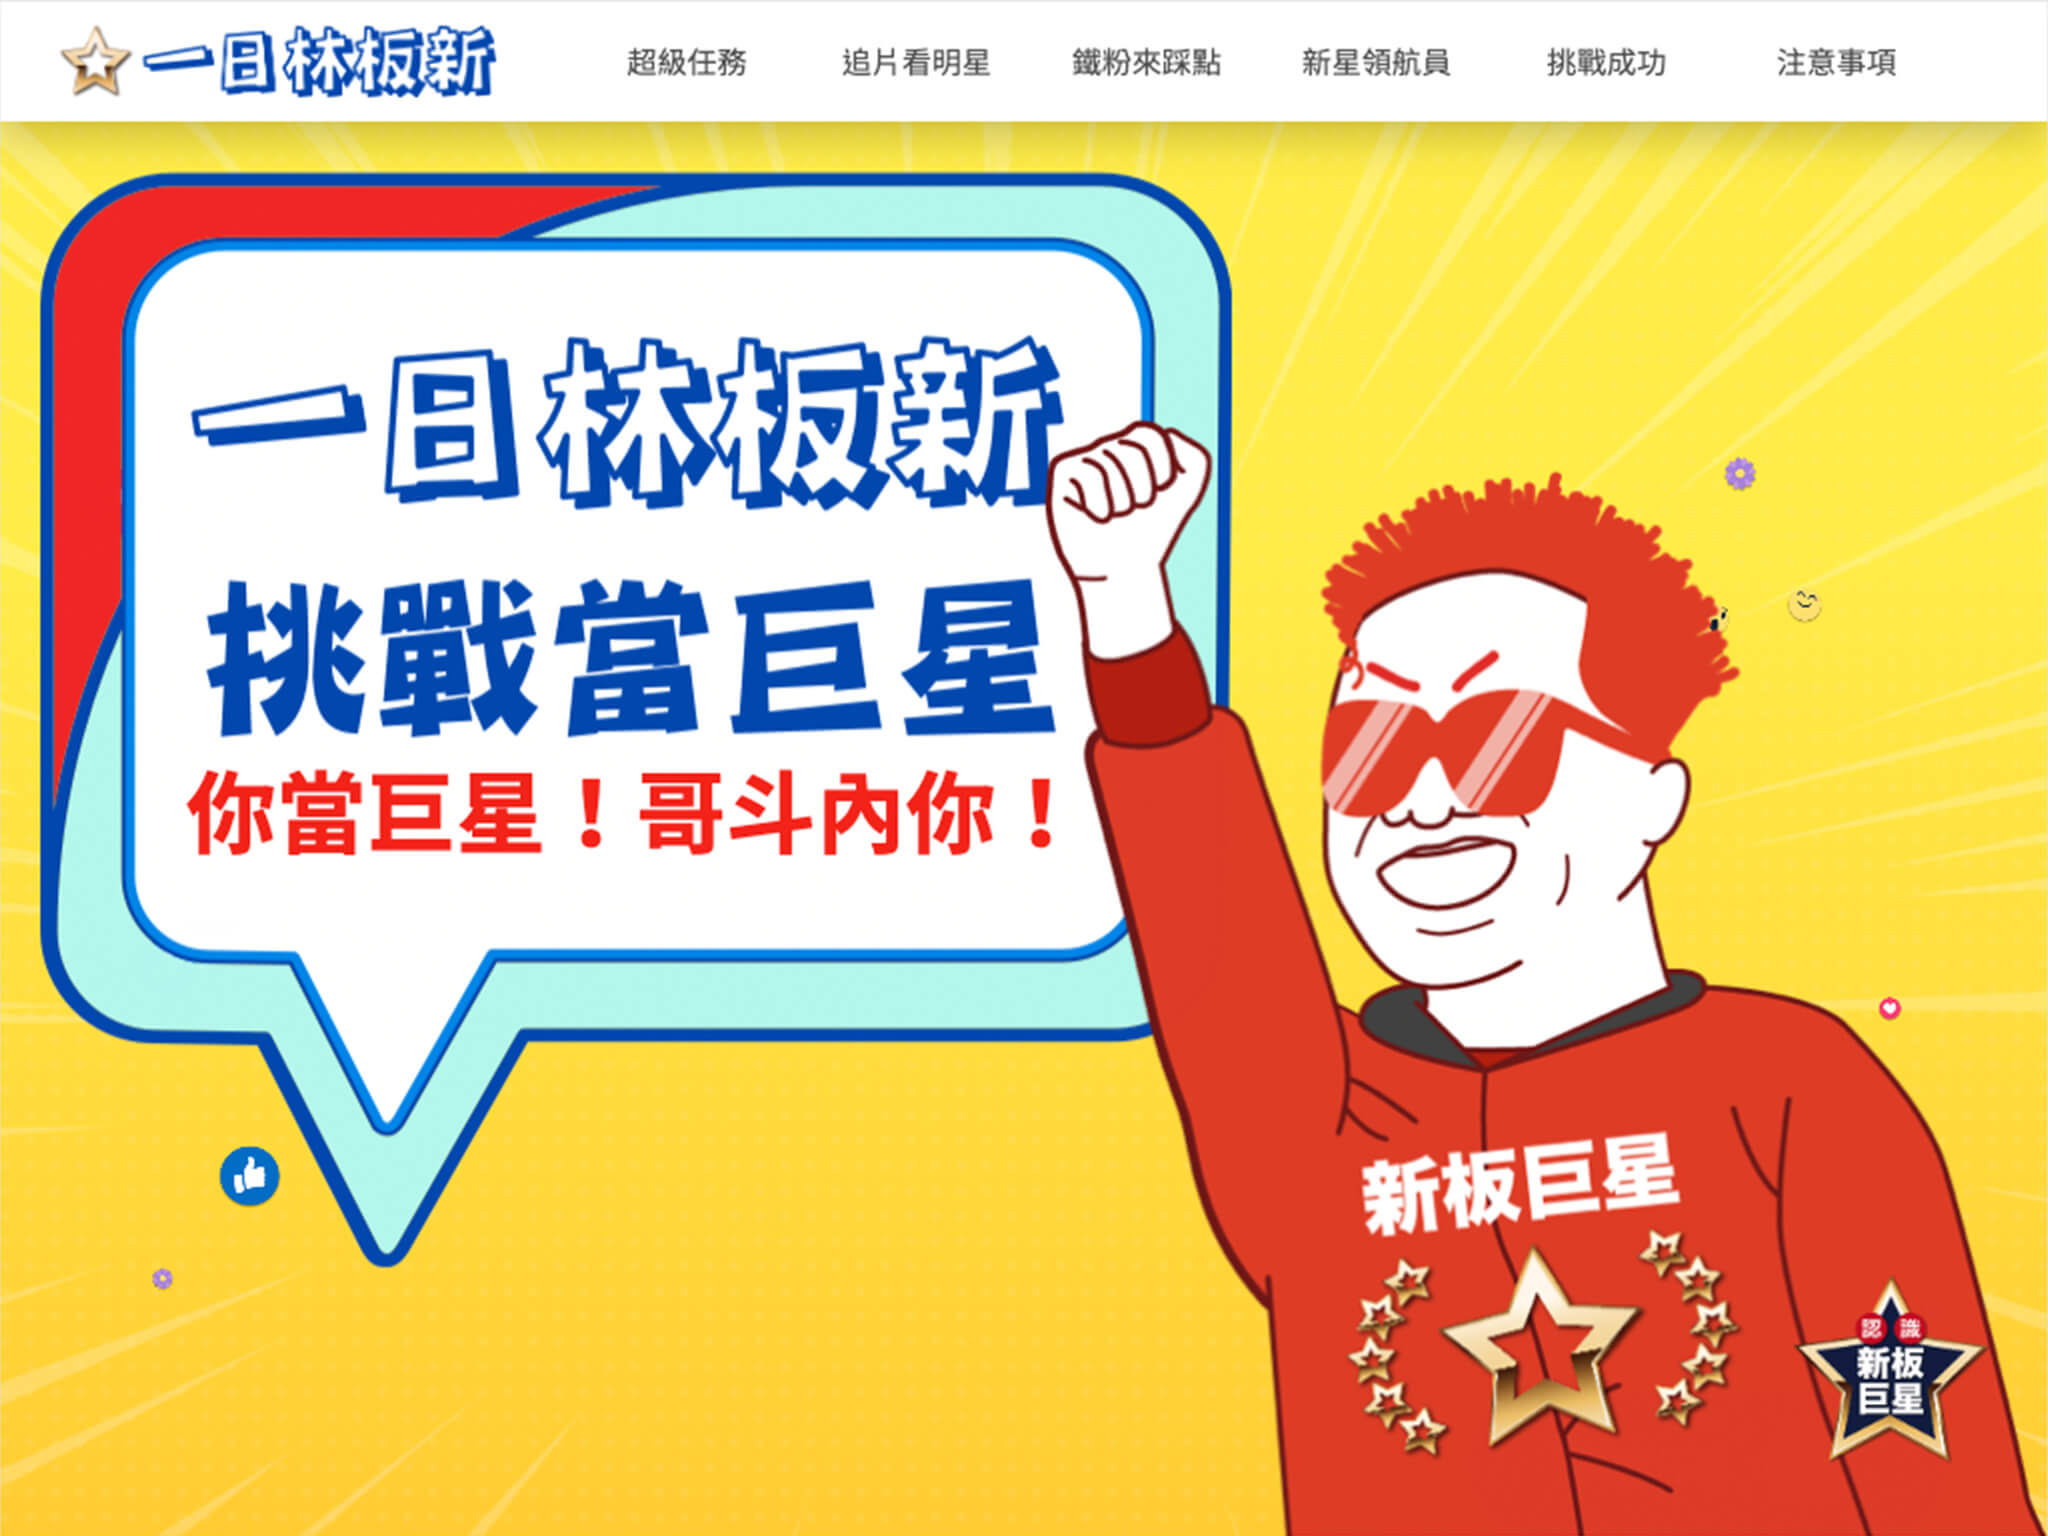 一日林板新
超級任務
追片看明星
鐵粉來踩點
新星領航員
挑戰成功
注意事項
一日林板新
挑戰當巨星
你當巨星！哥斗內你！
新板巨星
認識
新板
巨星